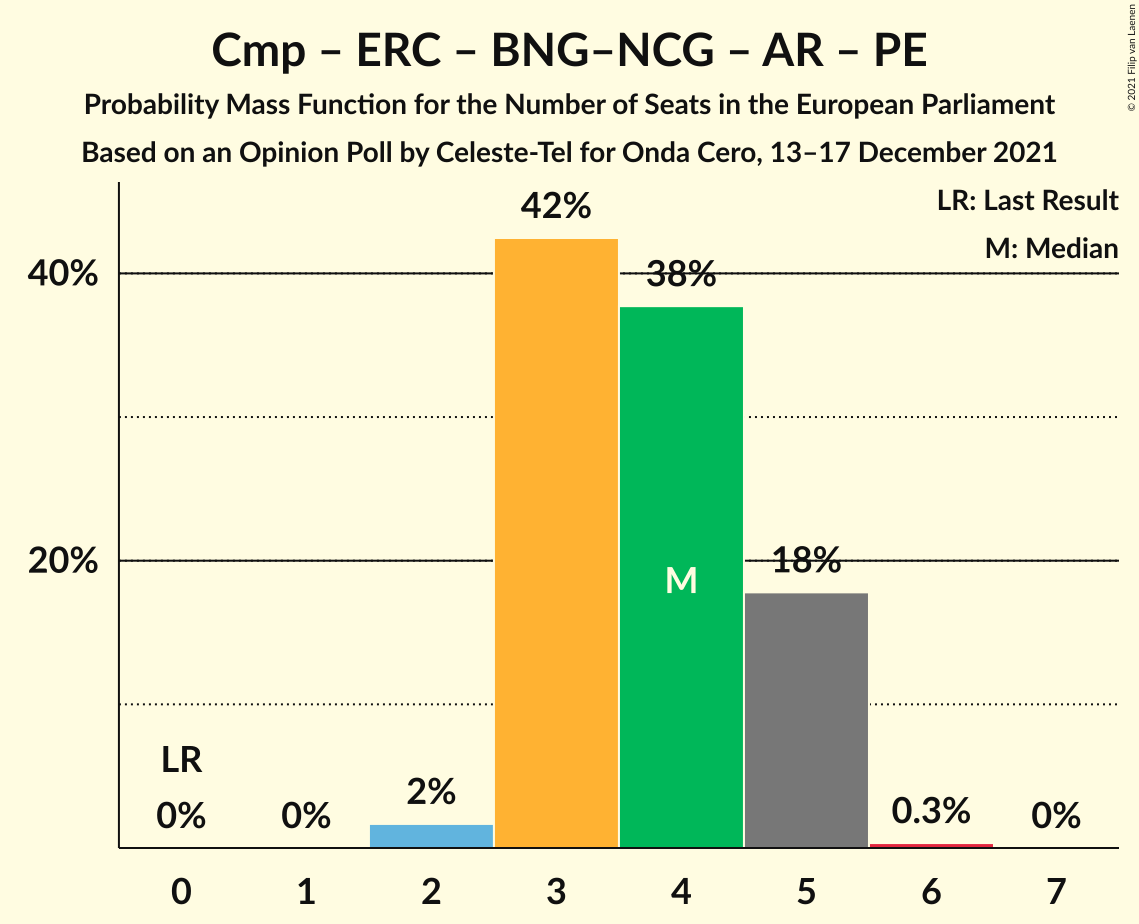 Cmp – ERC – BNG–NCG – AR – PE
Probability Mass Function for the Number of Seats in the European Parliament
Based on an Opinion Poll by Celeste-Tel for Onda Cero, 13–17 December 2021
© 2021 Filip van Laenen
LR: Last Result
M: Median
42%
40%
38%
20%
18%
M
LR
0%
0%
2%
0.3%
0%
0 1 2 3 4 5 6 7